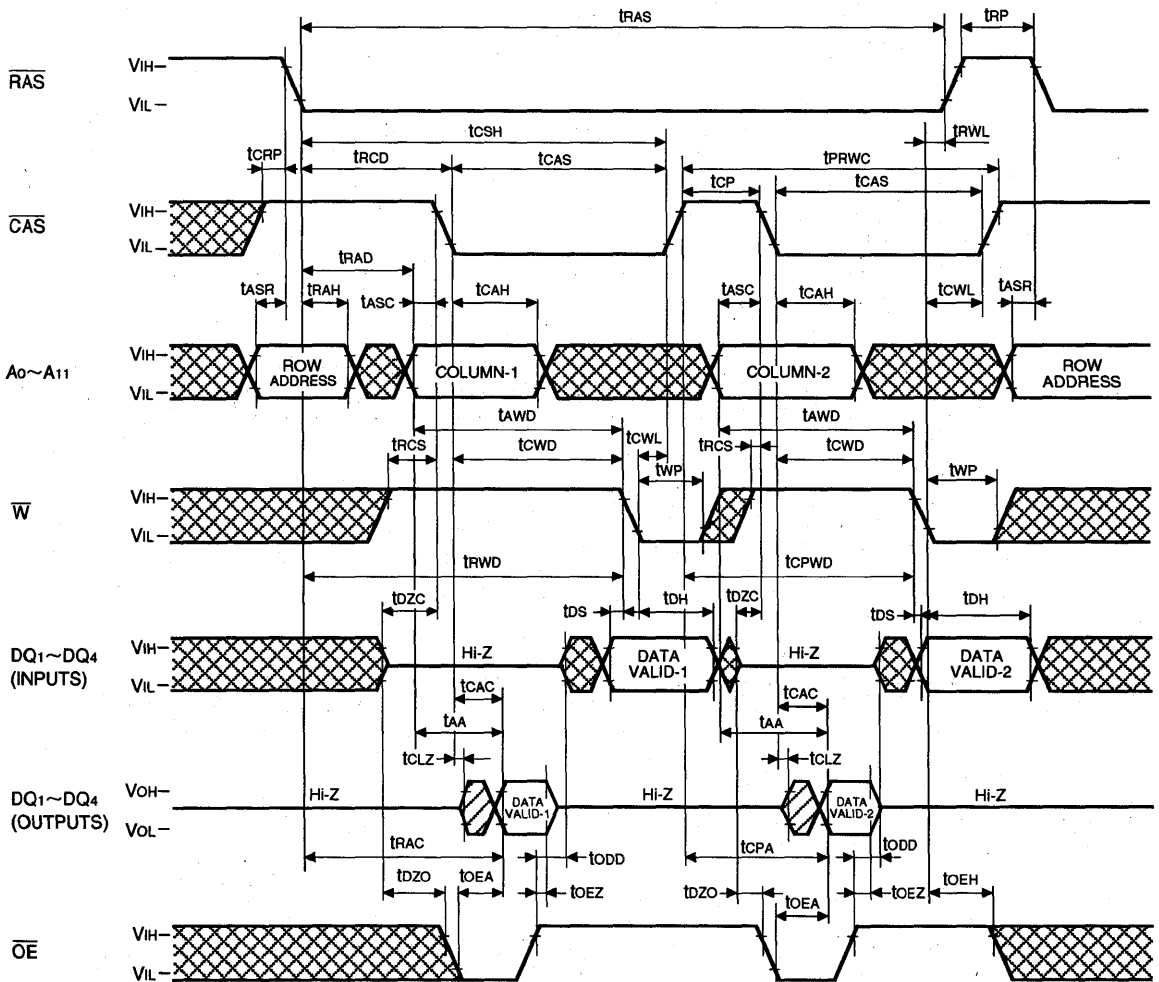 tRAS
tRP
RAS
VIH
VIL
tCSH
tRWL
tCRP
tRCD
tCAS
tPRWC
tCP
tCAS
CAS
VIH
VIL
tRAD
tASR
tRAH
tASC
tCAH
tASC
tCAH
tCWL
tASR
A0~A11
VIH
VIL
ROW ADDRESS
COLUMN-1
COLUMN-2
ROW ADDRESS
tAWD
tAWD
tRCS
tCWD
tCWL
tRCS
tCWD
tWP
tWP
W
VIH
VIL
tRWD
tCPWD
tDZC
tDS
tDH
tDZC
tDS
tDH
DQ1~DQ4
(INPUTS)
VIH
VIL
Hi-Z
DATA VALID-1
Hi-Z
DATA VALID-2
tCAC
tCAC
tAA
tAA
tCLZ
tCLZ
DQ1~DQ4
(OUTPUTS)
VOH
VOL
Hi-Z
DATA VALID-1
Hi-Z
DATA VALID-2
Hi-Z
tRAC
tODD
tCPA
tODD
tDZO
tOEA
tOEZ
tDZO
tOEA
tOEZ
tOEH
OE
VIH
VIL